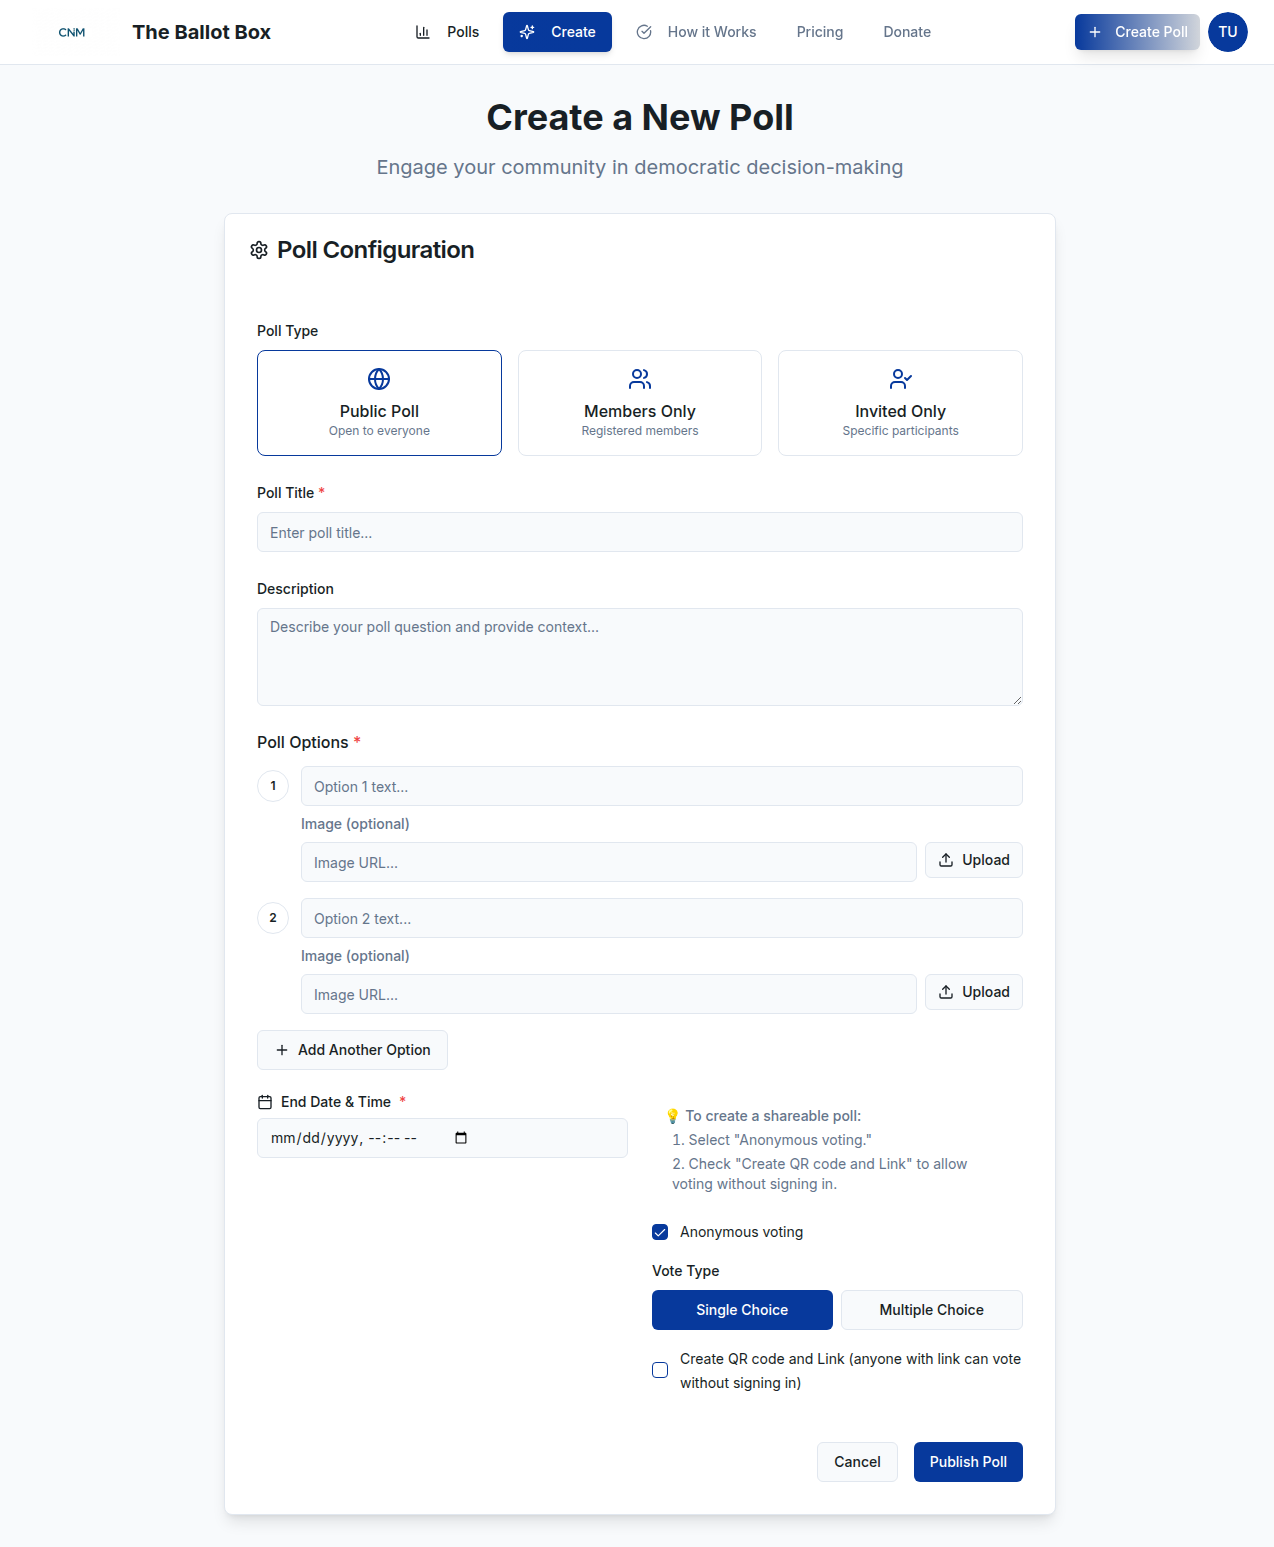 CNM
The Ballot Box
Polls
Create
How it Works
Pricing
Donate
Create Poll
TU
Create a New Poll
Engage your community in democratic decision-making
Poll Configuration
Poll Type
Public Poll
Open to everyone
Members Only
Registered members
Invited Only
Specific participants
Poll Title *
Enter poll title...
Description
Describe your poll question and provide context...
Poll Options *
1
Option 1 text...
Image (optional)
Image URL...
Upload
2
Option 2 text...
Image (optional)
Image URL...
Upload
Add Another Option
End Date & Time *
mm/dd/yyyy, --:-- --
💡 To create a shareable poll:
1. Select "Anonymous voting."
2. Check "Create QR code and Link" to allow
voting without signing in.
Anonymous voting
Vote Type
Single Choice
Multiple Choice
Create QR code and Link (anyone with link can vote
without signing in)
Cancel
Publish Poll